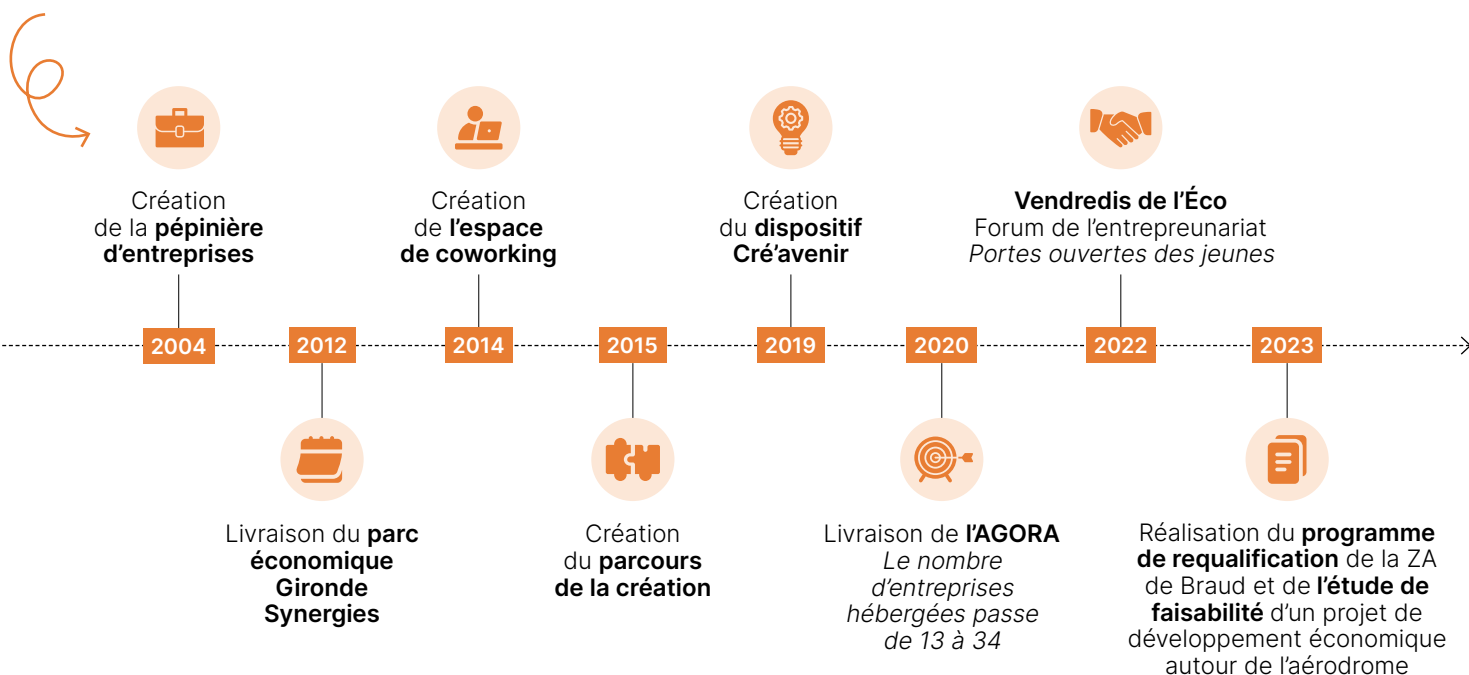 Création
de la pépinière
d'entreprises
Création
de l'espace
de coworking
Création
du dispositif
Cré'avenir
Vendredis de l'Éco
Forum de l'entrepreunariat
Portes ouvertes des jeunes
2004
2012
2014
2015
2019
2020
2022
2023
Livraison du parc
économique
Gironde
Synergies
Création
du parcours
de la création
Livraison de l'AGORA
Le nombre
d'entreprises
hébergées passe
de 13 à 34
Réalisation du programme
de requalification de la ZA
de Braud et de l'étude de
faisabilité d'un projet de
développement économique
autour de l'aérodrome